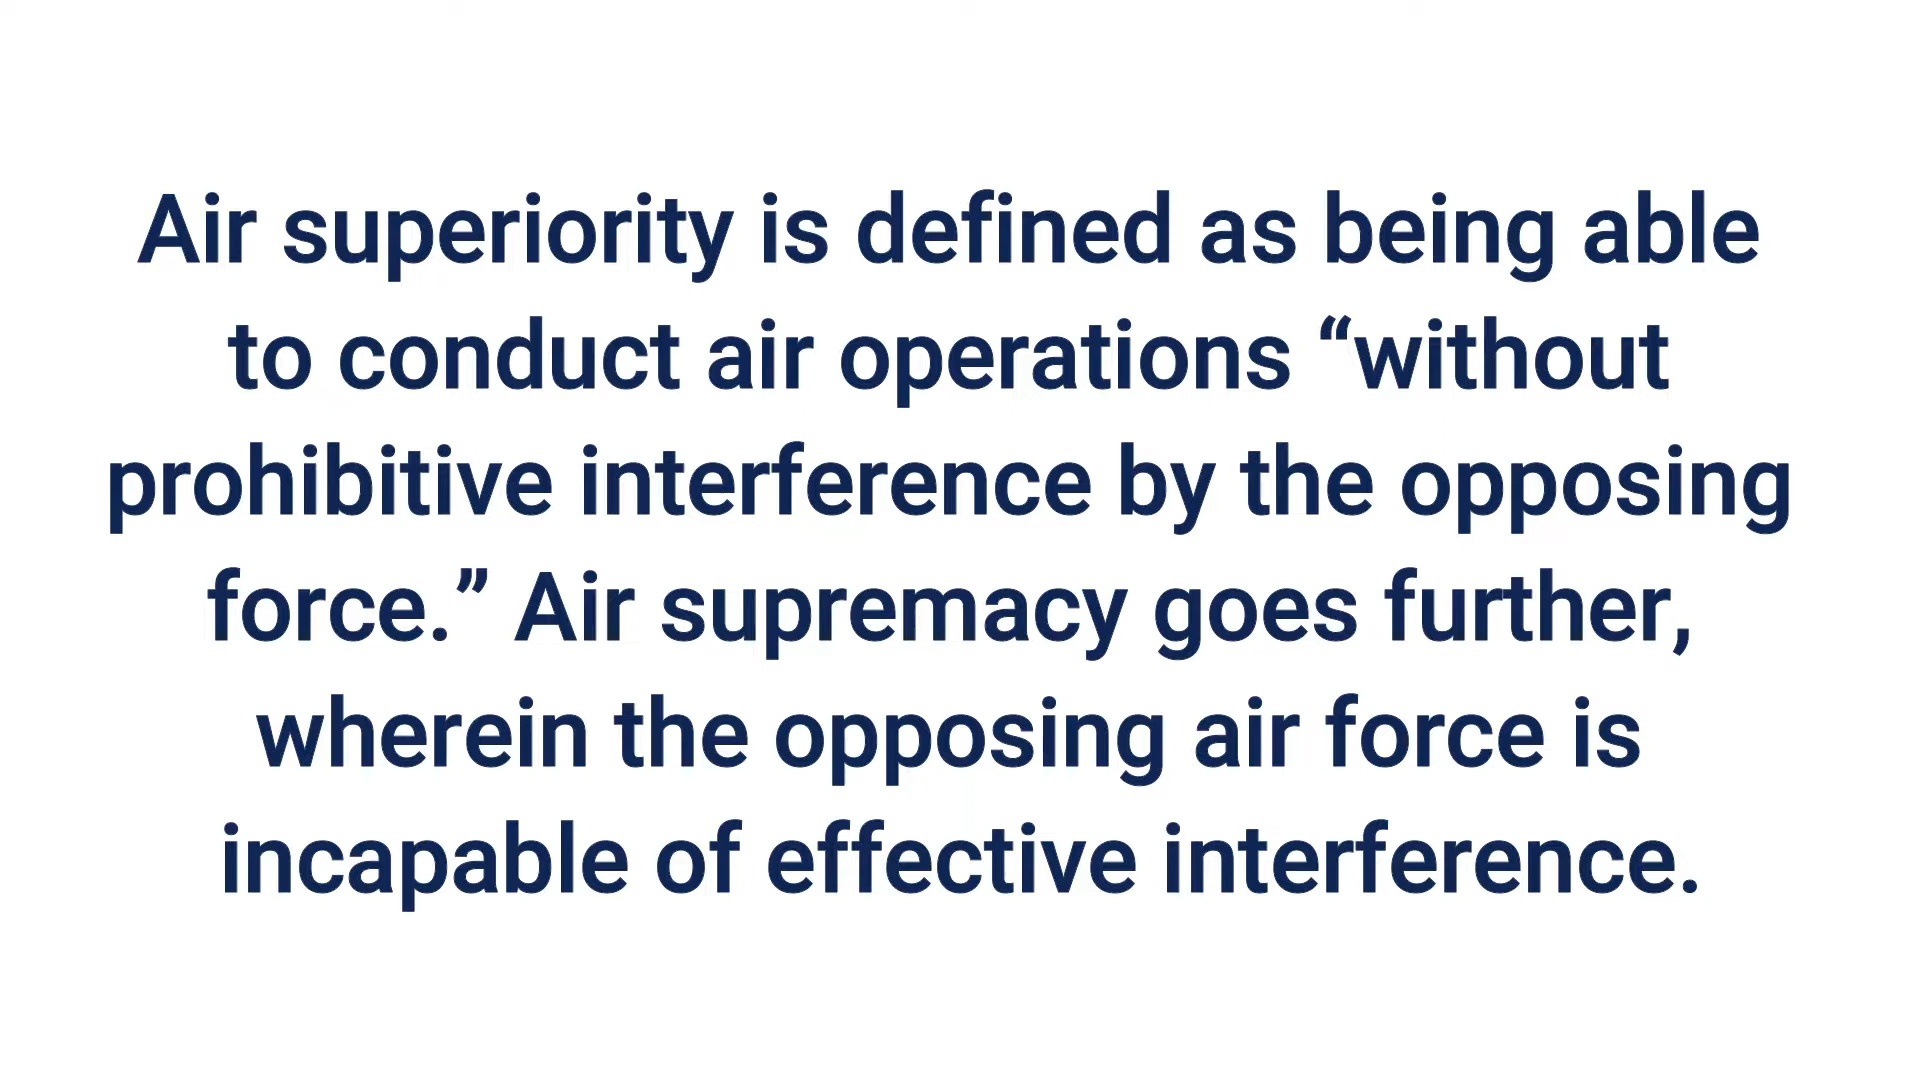 Air superiority is defined as being able
to conduct air operations “without
prohibitive interference by the opposing
force.” Air supremacy goes further,
wherein the opposing air force is
incapable of effective interference.